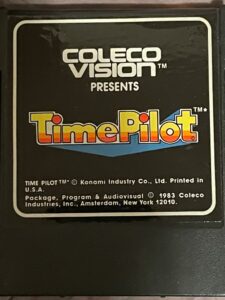 COLECO
VISION™
PRESENTS
TimePilot™*
TIME PILOT™* © Konami Industry Co., Ltd. Printed in
U.S.A.
Package, Program & Audiovisual © 1983 Coleco
Industries, Inc., Amsterdam, New York 12010.